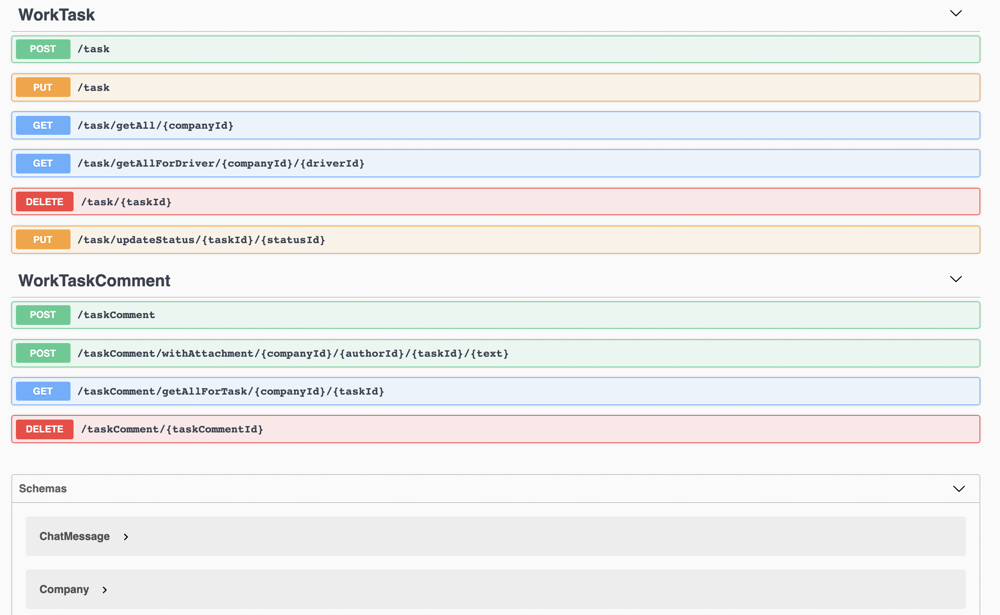 WorkTask
POST /task
PUT /task
GET /task/getAll/{companyId}
GET /task/getAllForDriver/{companyId}/{driverId}
DELETE /task/{taskId}
PUT /task/updateStatus/{taskId}/{statusId}
WorkTaskComment
POST /taskComment
POST /taskComment/withAttachment/{companyId}/{authorId}/{taskId}/{text}
GET /taskComment/getAllForTask/{companyId}/{taskId}
DELETE /taskComment/{taskCommentId}
Schemas
ChatMessage
Company